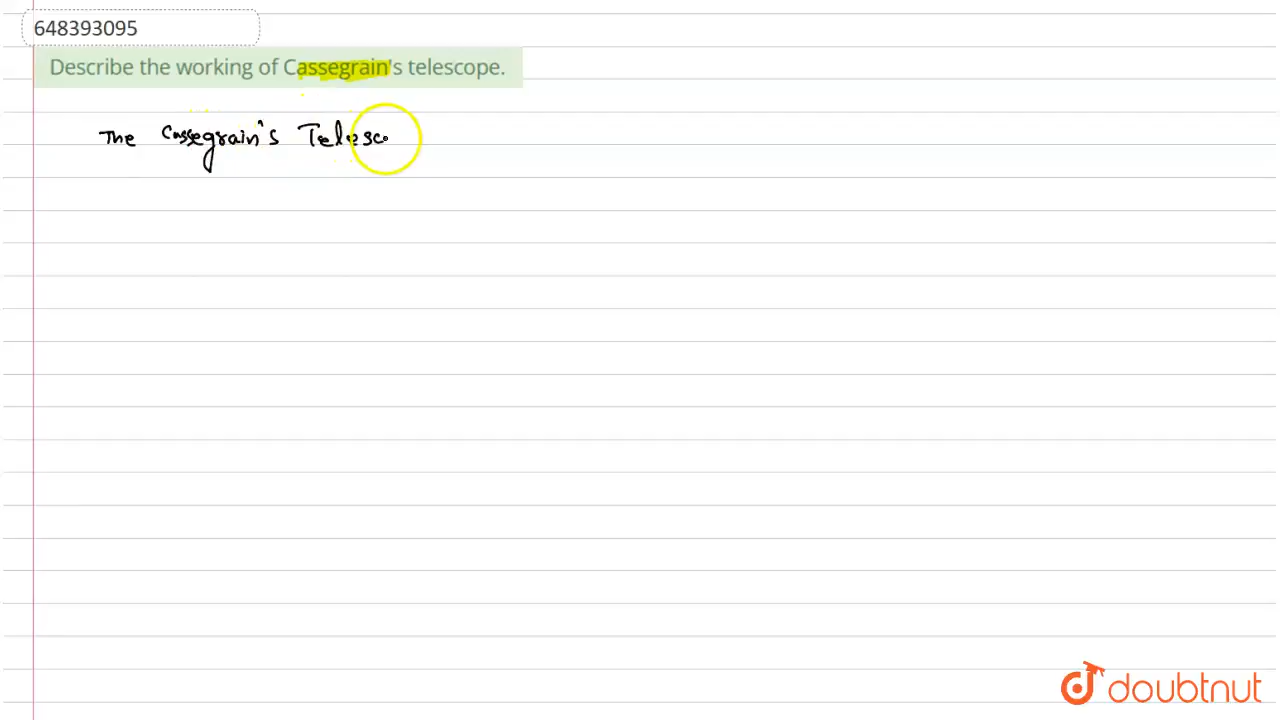 648393095
Describe the working of Cassegrain's telescope.
The Cassegrain's Telesco
doubtnut